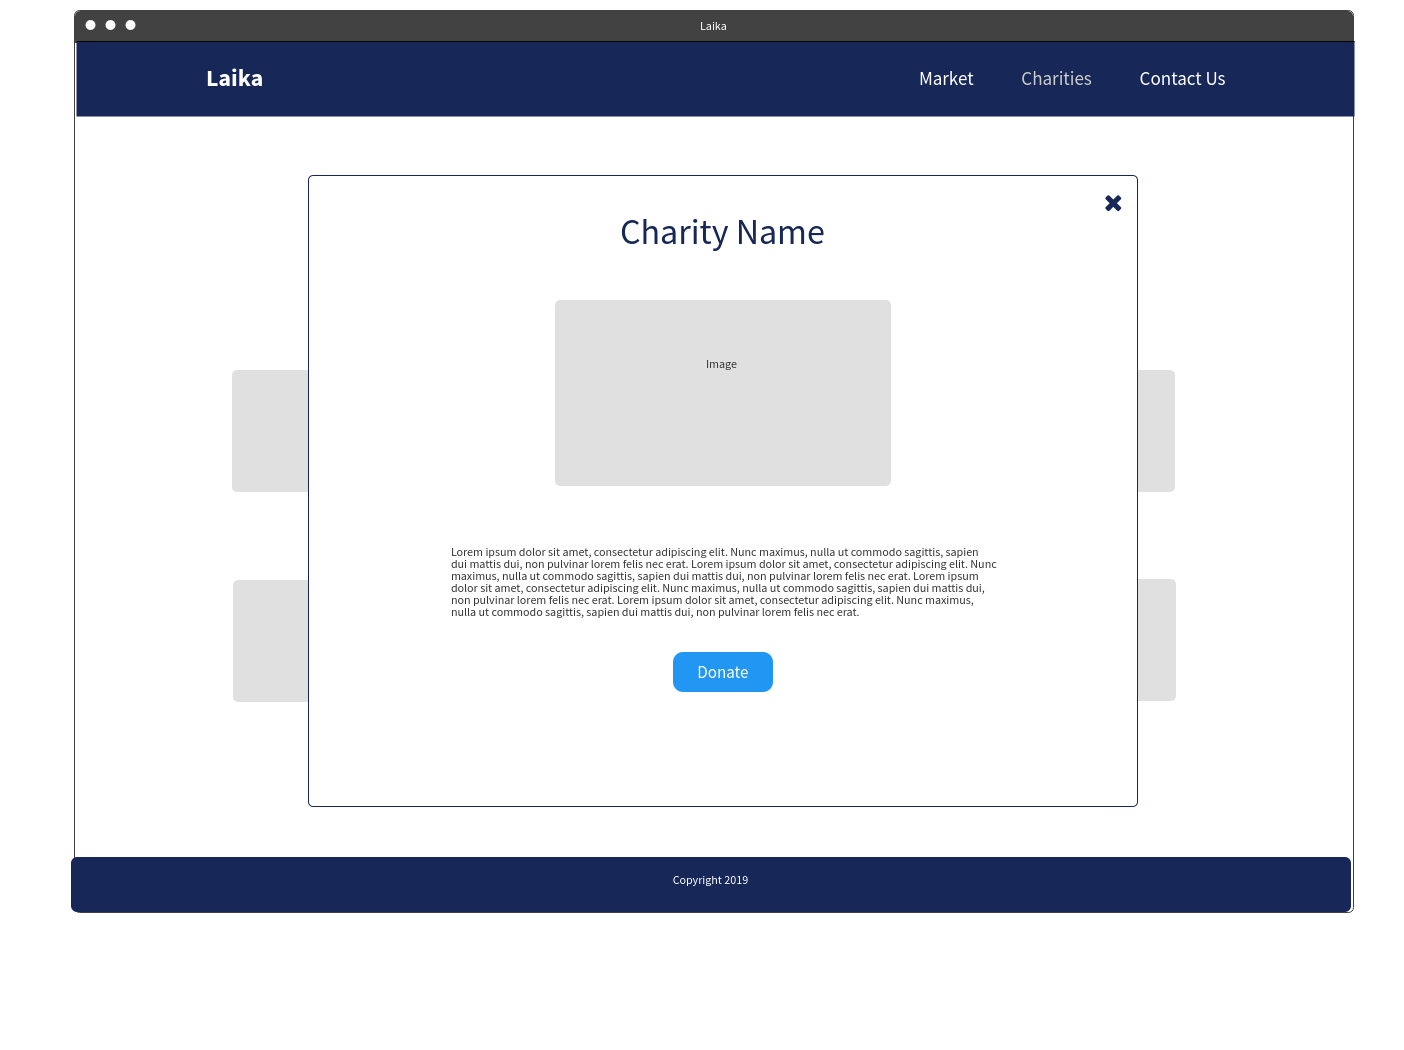 Laika
Laika
Market
Charities
Contact Us
Charity Name
Image
Lorem ipsum dolor sit amet, consectetur adipiscing elit. Nunc maximus, nulla ut commodo sagittis, sapien
dui mattis dui, non pulvinar lorem felis nec erat. Lorem ipsum dolor sit amet, consectetur adipiscing elit. Nunc
maximus, nulla ut commodo sagittis, sapien dui mattis dui, non pulvinar lorem felis nec erat. Lorem ipsum
dolor sit amet, consectetur adipiscing elit. Nunc maximus, nulla ut commodo sagittis, sapien dui mattis dui,
non pulvinar lorem felis nec erat. Lorem ipsum dolor sit amet, consectetur adipiscing elit. Nunc maximus,
nulla ut commodo sagittis, sapien dui mattis dui, non pulvinar lorem felis nec erat.
Donate
Copyright 2019